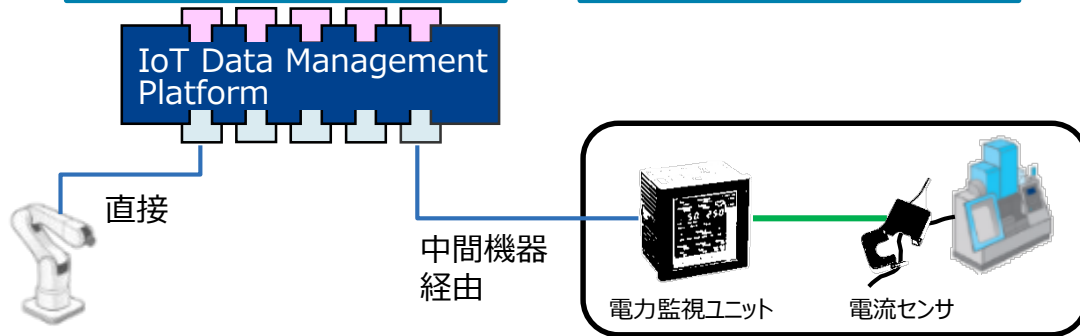 IoT Data Management
Platform
直接
中間機器
経由
電力監視ユニット
電流センサ